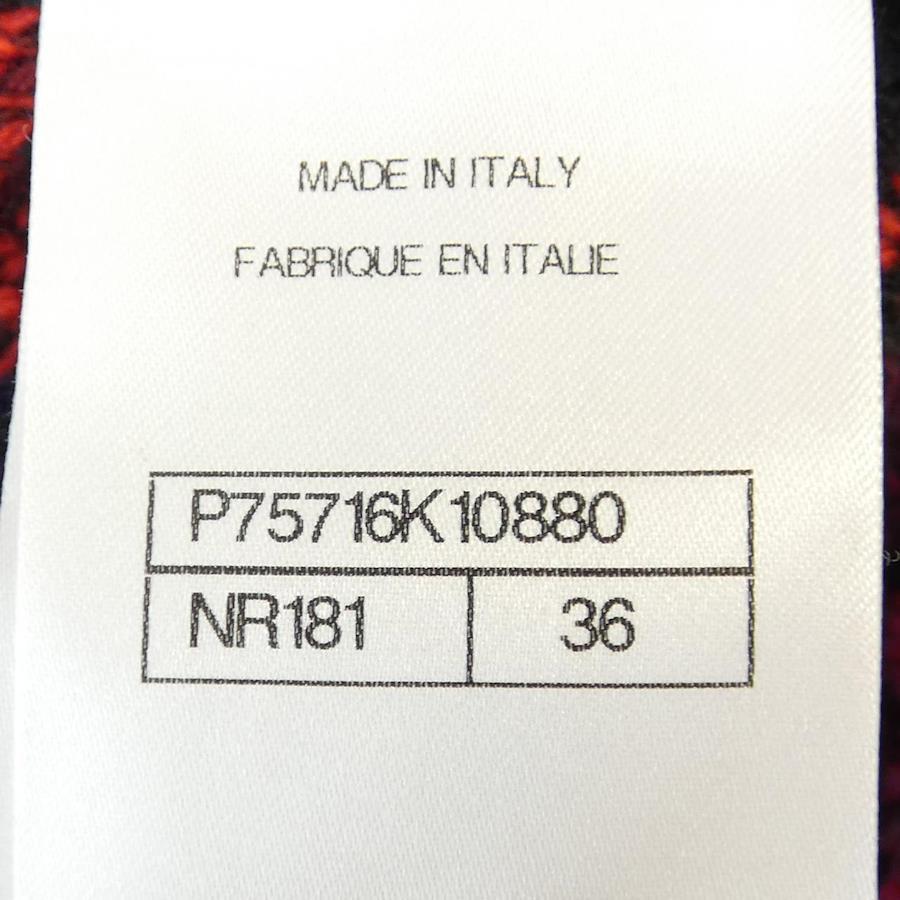 MADE IN ITALY
FABRIQUE EN ITALIE
P75716K10880
NR181 36